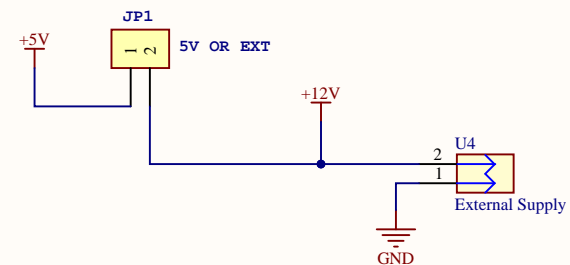 JP1
+5V
1
2
5V OR EXT
+12V
U4
2
1
External Supply
GND